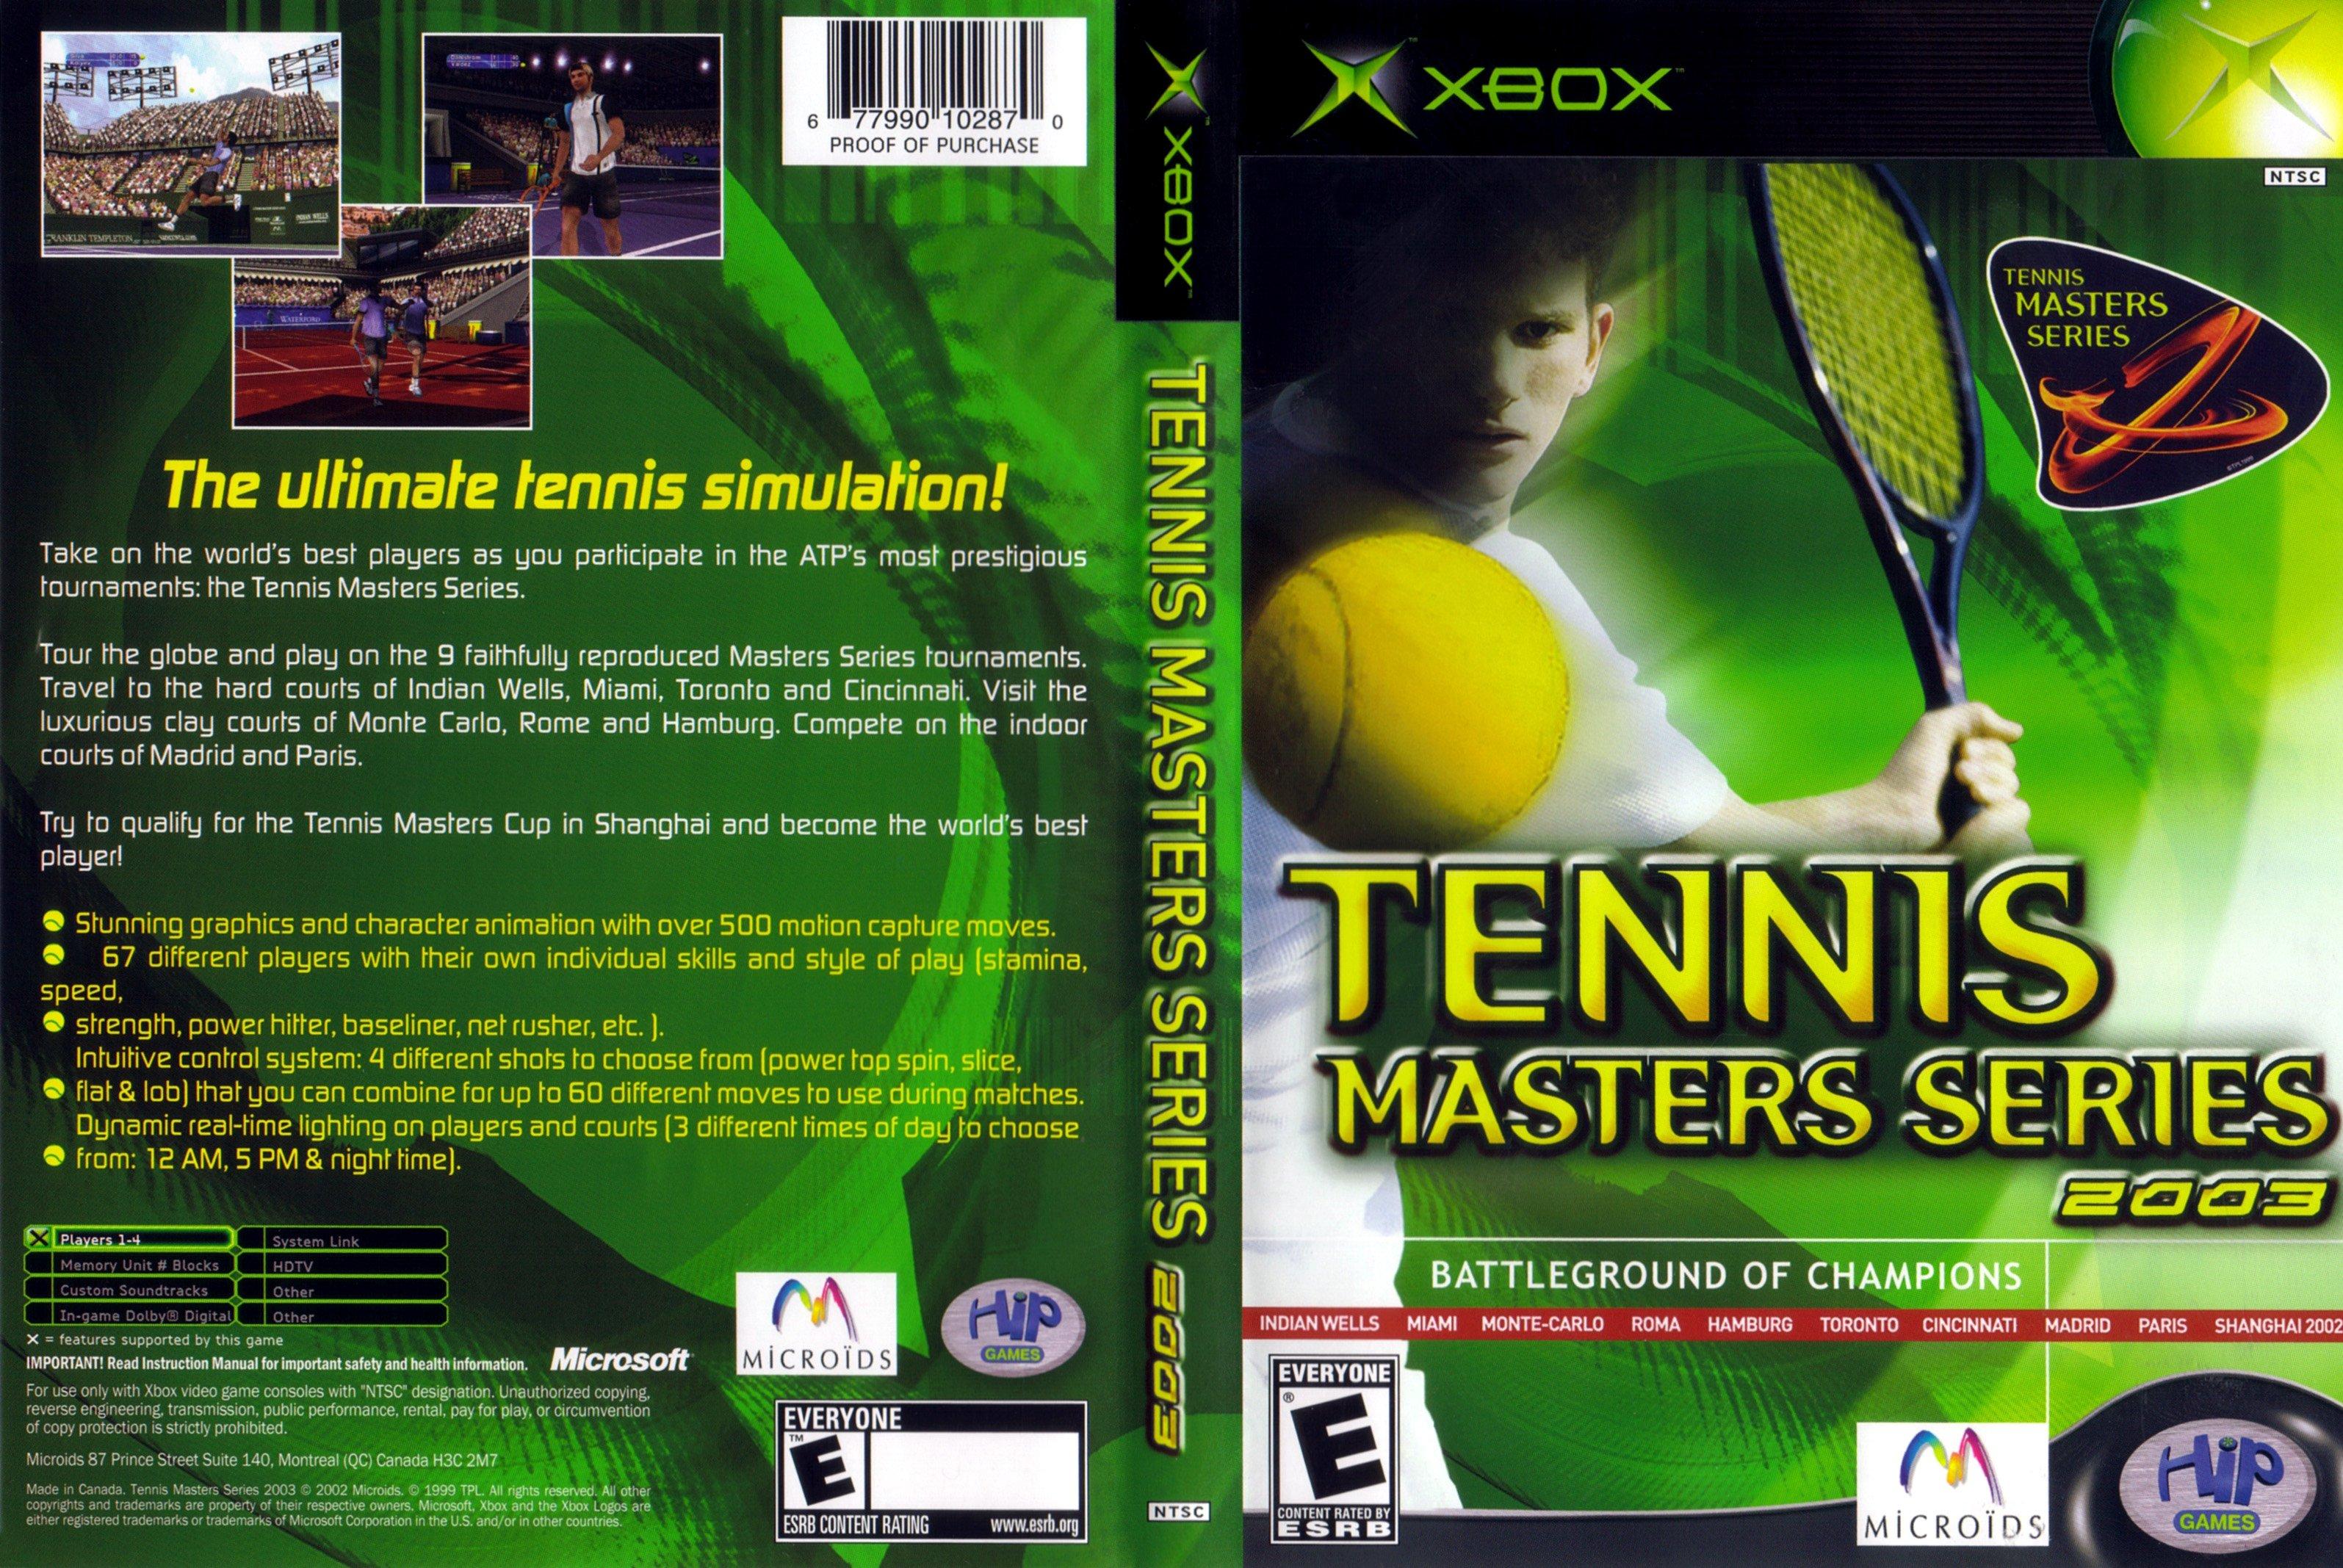 6 77990 10287 0
PROOF OF PURCHASE
FRANKLIN TEMPLETON
INDIAN WELLS
WATERFORD
The ultimate tennis simulation!
Take on the world's best players as you participate in the ATP's most prestigious
tournaments: the Tennis Masters Series.
Tour the globe and play on the 9 faithfully reproduced Masters Series tournaments.
Travel to the hard courts of Indian Wells, Miami, Toronto and Cincinnati. Visit the
luxurious clay courts of Monte Carlo, Rome and Hamburg. Compete on the indoor
courts of Madrid and Paris.
Try to qualify for the Tennis Masters Cup in Shanghai and become the world's best
player!
Stunning graphics and character animation with over 500 motion capture moves.
67 different players with their own individual skills and style of play (stamina,
speed,
strength, power hitter, baseliner, net rusher, etc. ).
Intuitive control system: 4 different shots to choose from (power top spin, slice,
flat & lob) that you can combine for up to 60 different moves to use during matches.
Dynamic real-time lighting on players and courts (3 different times of day to choose
from: 12 AM, 5 PM & night time).
X Players 1-4
System Link
Memory Unit # Blocks
HDTV
Custom Soundtracks
Other
In-game Dolby® Digital
Other
X = features supported by this game
IMPORTANT! Read Instruction Manual for important safety and health information.
Microsoft
For use only with Xbox video game consoles with "NTSC" designation. Unauthorized copying,
reverse engineering, transmission, public performance, rental, pay for play, or circumvention
of copy protection is strictly prohibited.
Microids 87 Prince Street Suite 140, Montreal (QC) Canada H3C 2M7
Made in Canada. Tennis Masters Series 2003 © 2002 Microids. © 1999 TPL. All rights reserved. All other
copyrights and trademarks are property of their respective owners. Microsoft, Xbox and the Xbox Logos are
either registered trademarks or trademarks of Microsoft Corporation in the U.S. and/or in other countries.
MiCROÏDS
HiP
GAMES
EVERYONE
™
E
ESRB CONTENT RATING www.esrb.org
XBOX™
TENNIS MASTERS SERIES 2003
NTSC
XBOX™
NTSC
TENNIS
MASTERS
SERIES
©TPL 1999
TENNIS
MASTERS SERIES
2003
BATTLEGROUND OF CHAMPIONS
INDIAN WELLS MIAMI MONTE-CARLO ROMA HAMBURG TORONTO CINCINNATI MADRID PARIS SHANGHAI 2002
EVERYONE
®
E
CONTENT RATED BY
ESRB
MiCROÏDS
HiP
GAMES